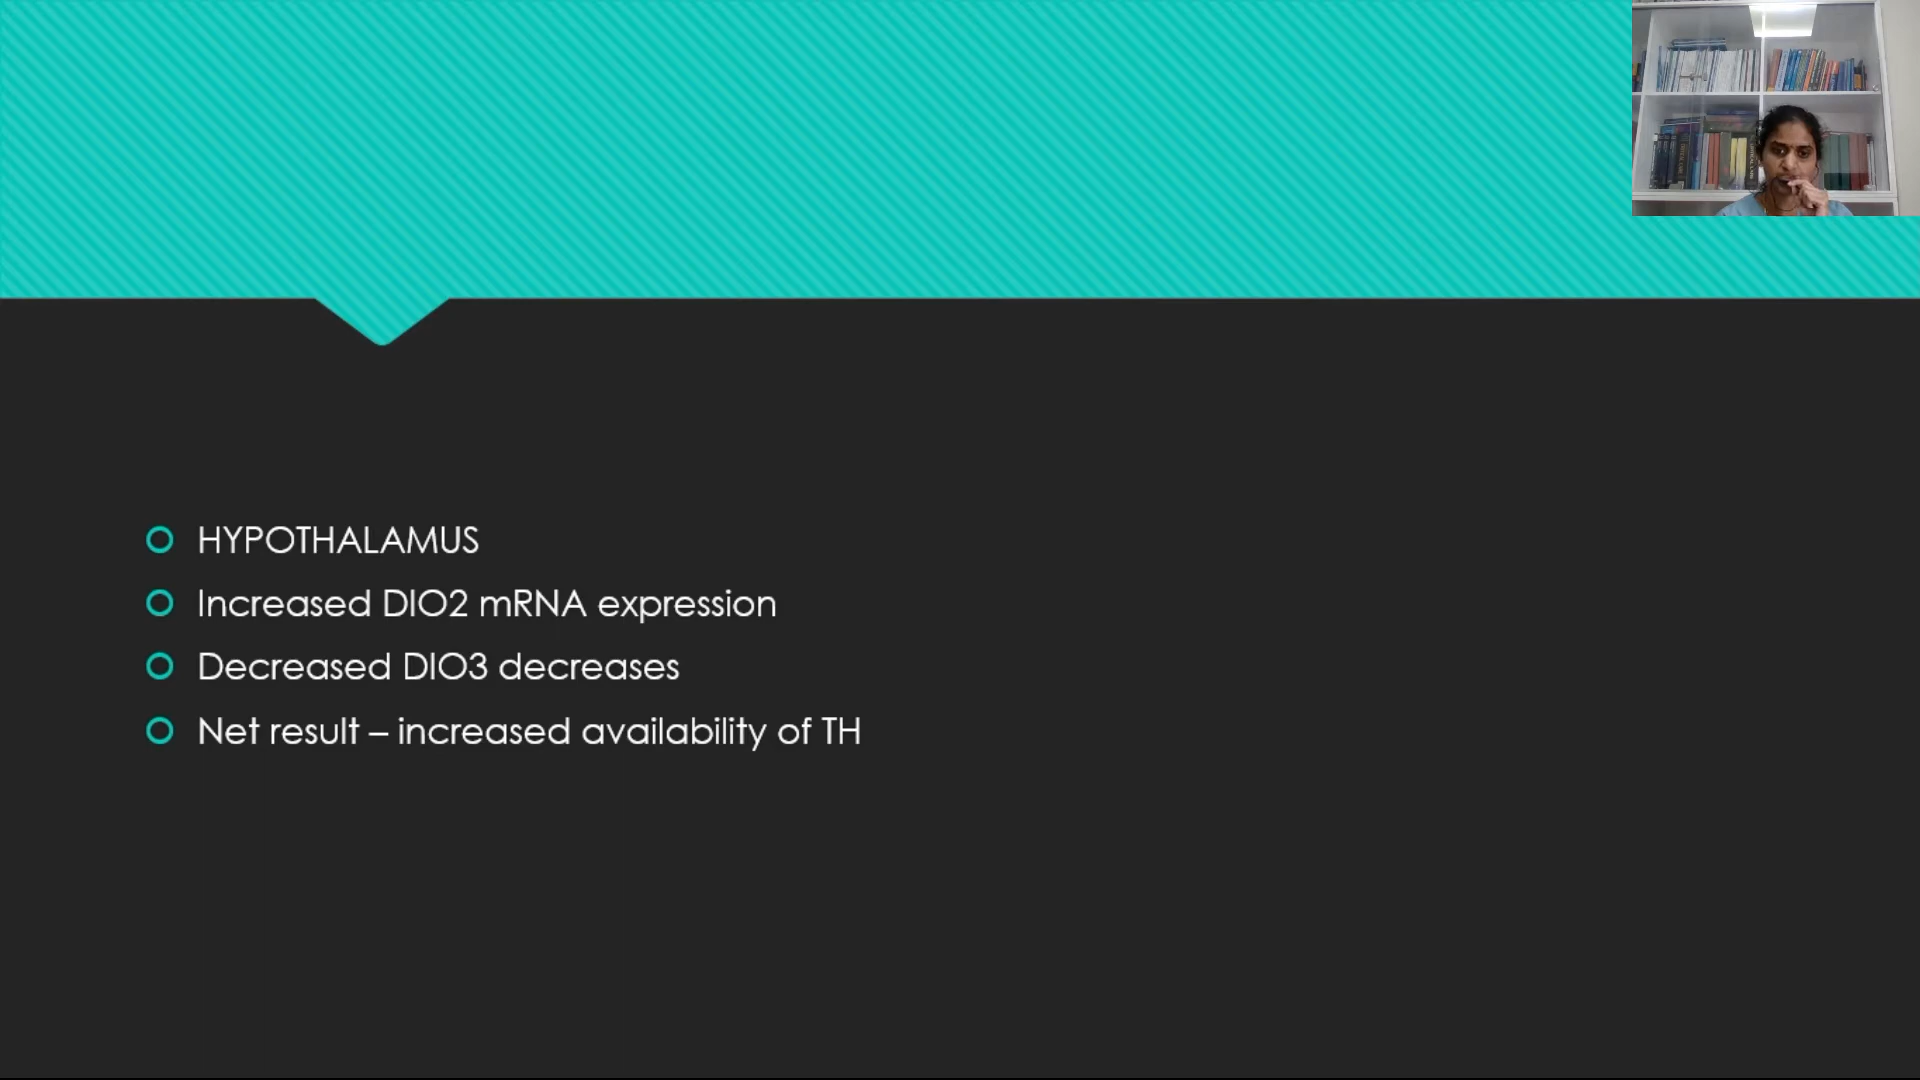 HYPOTHALAMUS
Increased DIO2 mRNA expression
Decreased DIO3 decreases
Net result – increased availability of TH